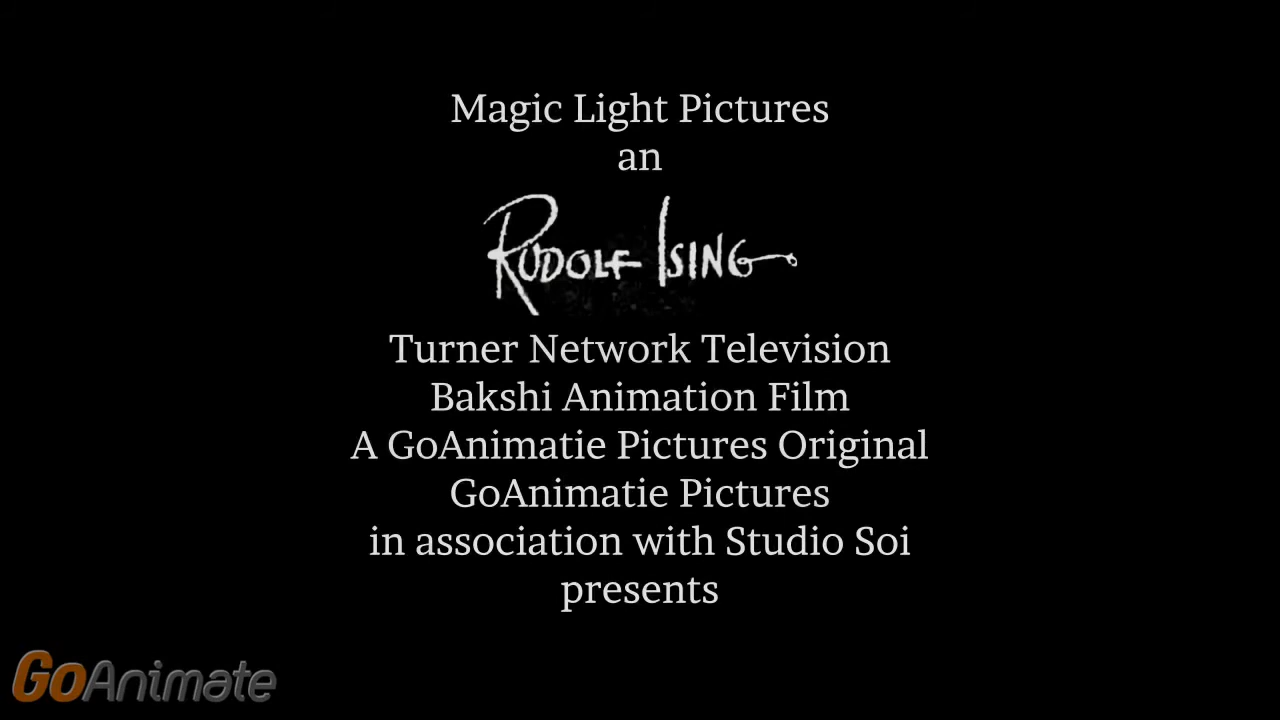 Magic Light Pictures
an
RUDOLF ISING
Turner Network Television
Bakshi Animation Film
A GoAnimatie Pictures Original
GoAnimatie Pictures
in association with Studio Soi
presents
GoAnimate